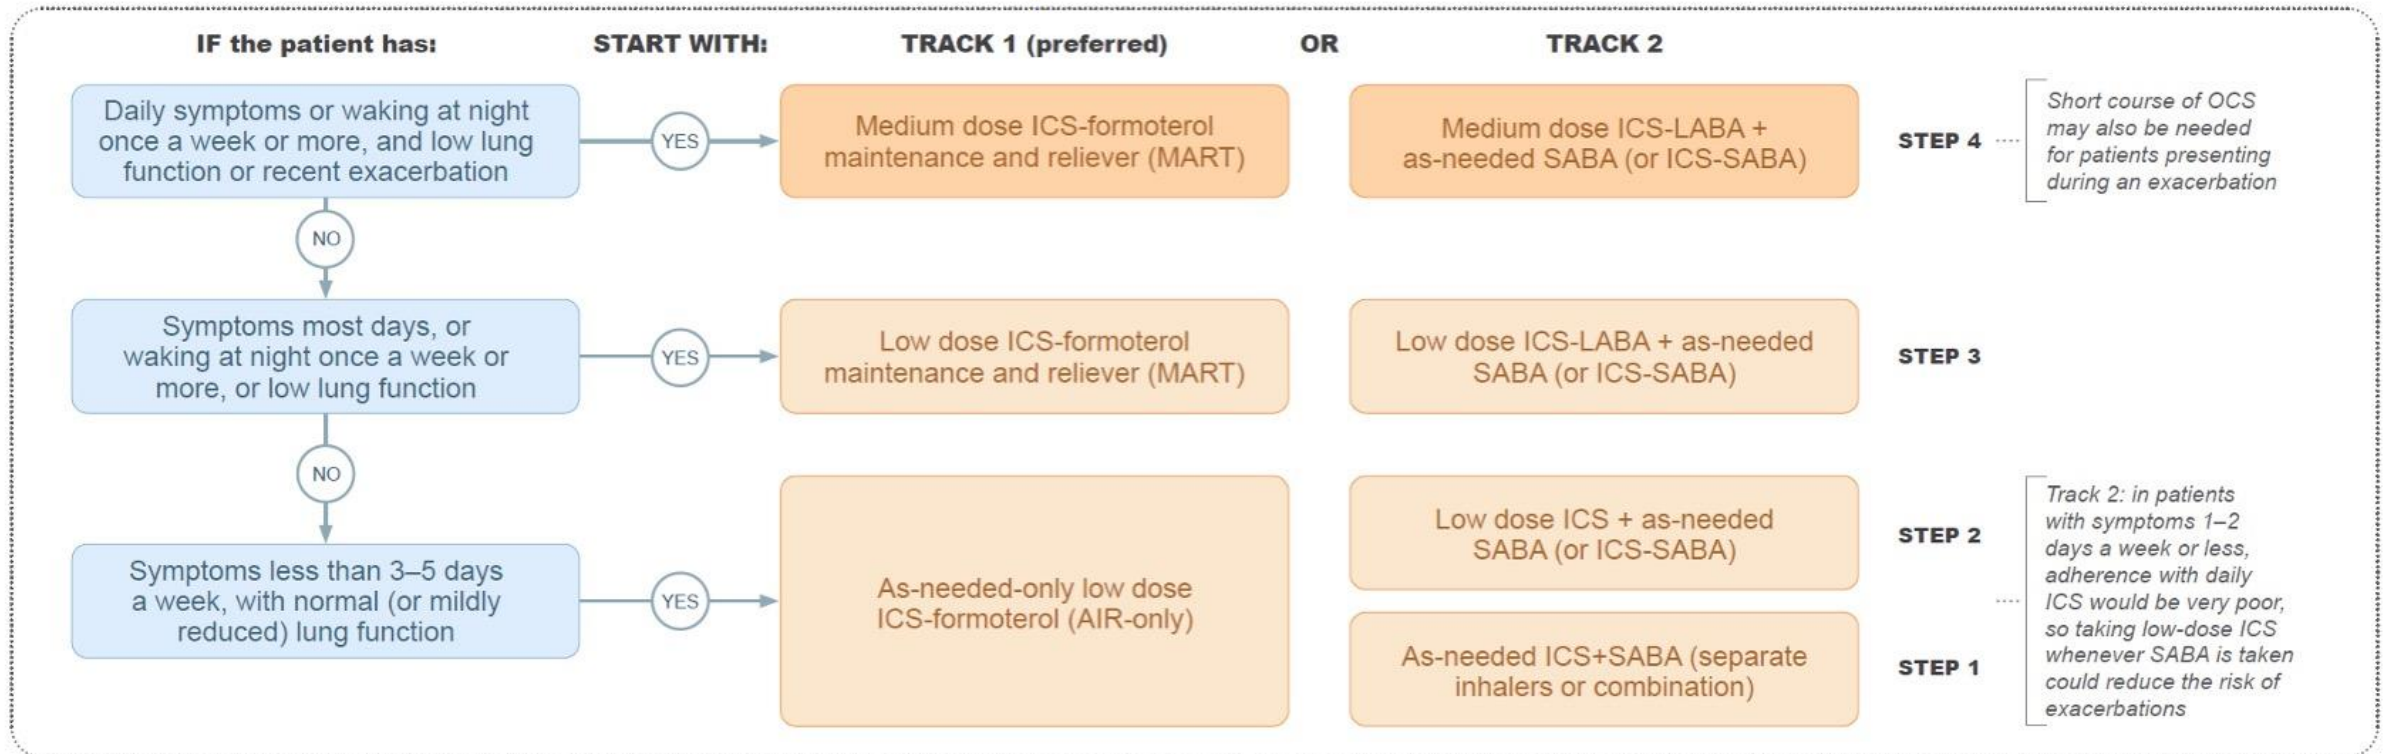 IF the patient has:
START WITH:
TRACK 1 (preferred)
OR
TRACK 2
Daily symptoms or waking at night
once a week or more, and low lung
function or recent exacerbation
YES
Medium dose ICS-formoterol
maintenance and reliever (MART)
Medium dose ICS-LABA +
as-needed SABA (or ICS-SABA)
STEP 4
Short course of OCS
may also be needed
for patients presenting
during an exacerbation
NO
Symptoms most days, or
waking at night once a week or
more, or low lung function
YES
Low dose ICS-formoterol
maintenance and reliever (MART)
Low dose ICS-LABA + as-needed
SABA (or ICS-SABA)
STEP 3
NO
Symptoms less than 3–5 days
a week, with normal (or mildly
reduced) lung function
YES
As-needed-only low dose
ICS-formoterol (AIR-only)
Low dose ICS + as-needed
SABA (or ICS-SABA)
STEP 2
As-needed ICS+SABA (separate
inhalers or combination)
STEP 1
Track 2: in patients
with symptoms 1–2
days a week or less,
adherence with daily
ICS would be very poor,
so taking low-dose ICS
whenever SABA is taken
could reduce the risk of
exacerbations